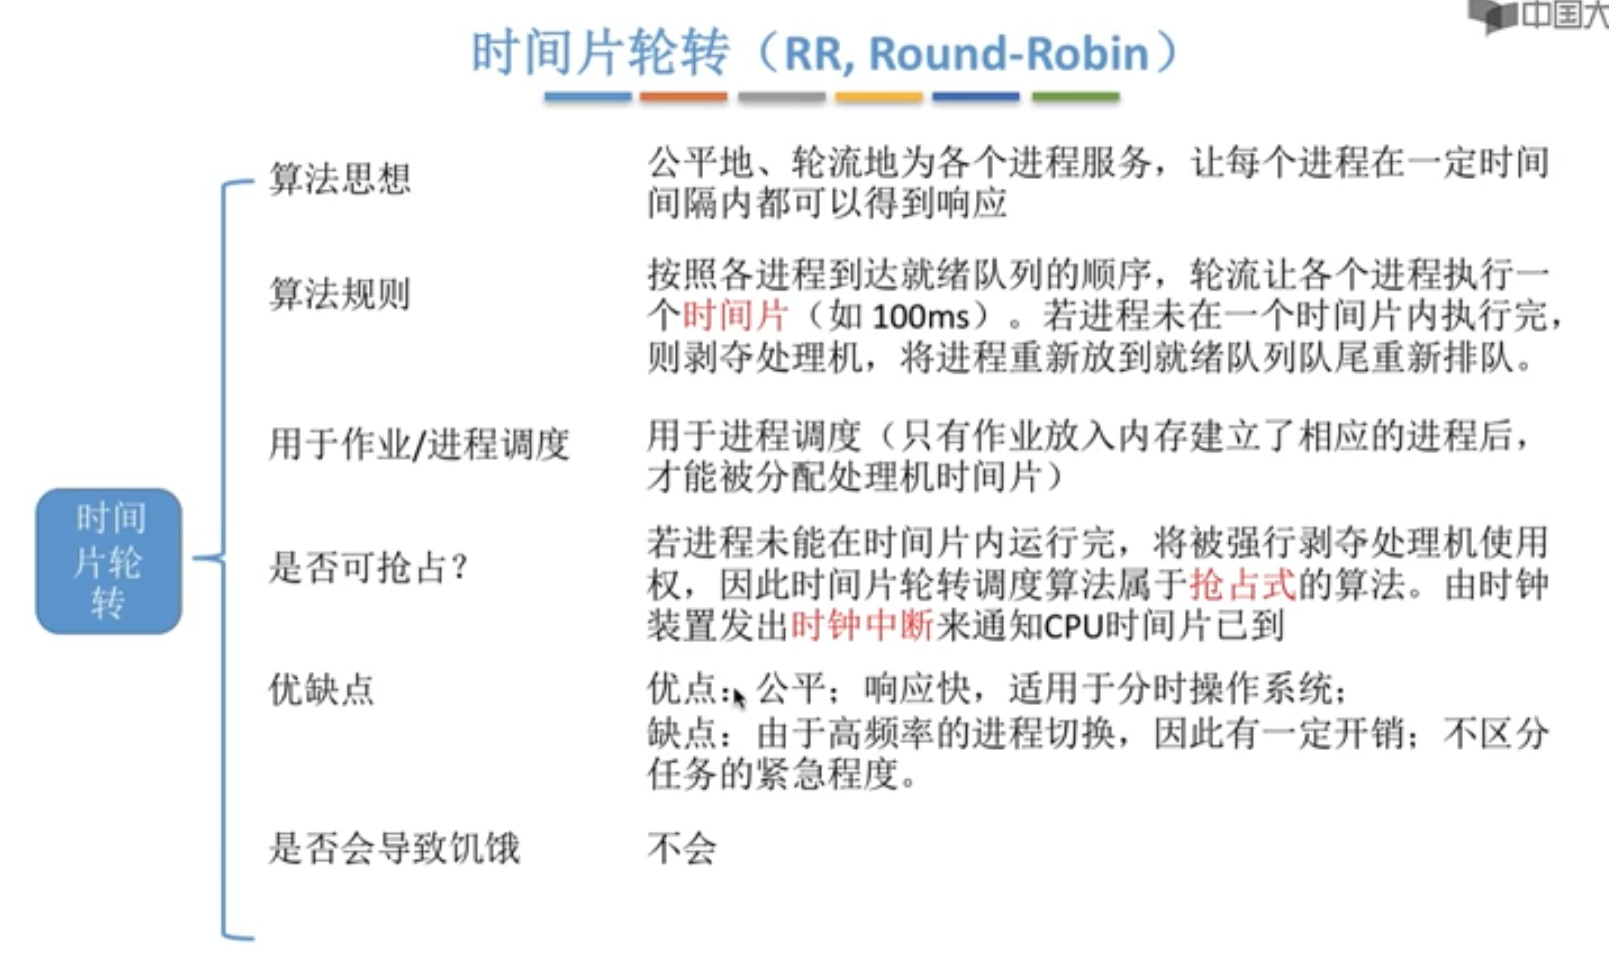 中国大
时间片轮转（RR, Round-Robin）
算法思想
公平地、轮流地为各个进程服务，让每个进程在一定时间
间隔内都可以得到响应
算法规则
按照各进程到达就绪队列的顺序，轮流让各个进程执行一
个时间片（如 100ms）。若进程未在一个时间片内执行完，
则剥夺处理机，将进程重新放到就绪队列队尾重新排队。
用于作业/进程调度
用于进程调度（只有作业放入内存建立了相应的进程后，
才能被分配处理机时间片）
时间
片轮
转
是否可抢占？
若进程未能在时间片内运行完，将被强行剥夺处理机使用
权，因此时间片轮转调度算法属于抢占式的算法。由时钟
装置发出时钟中断来通知CPU时间片已到
优缺点
优点：公平；响应快，适用于分时操作系统；
缺点：由于高频率的进程切换，因此有一定开销；不区分
任务的紧急程度。
是否会导致饥饿
不会